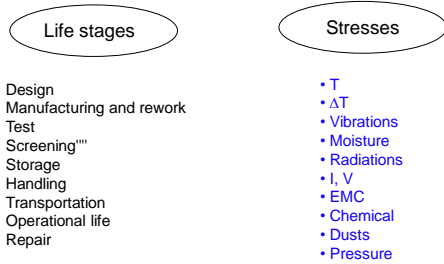 Life stages
Design
Manufacturing and rework
Test
Screening""
Storage
Handling
Transportation
Operational life
Repair
Stresses
• T
• ΔT
• Vibrations
• Moisture
• Radiations
• I, V
• EMC
• Chemical
• Dusts
• Pressure